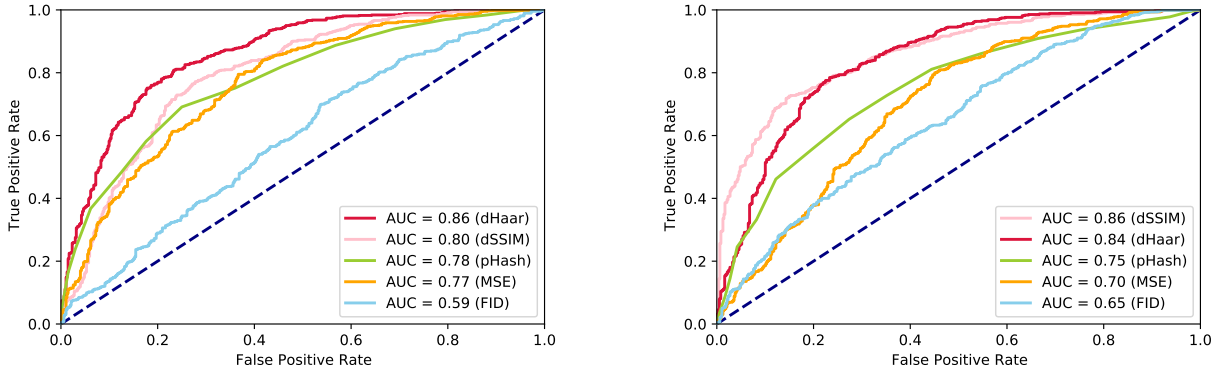 1.0
0.8
0.6
0.4
0.2
0.0
True Positive Rate
0.0 0.2 0.4 0.6 0.8 1.0
False Positive Rate
AUC = 0.86 (dHaar)
AUC = 0.80 (dSSIM)
AUC = 0.78 (pHash)
AUC = 0.77 (MSE)
AUC = 0.59 (FID)
1.0
0.8
0.6
0.4
0.2
0.0
True Positive Rate
0.0 0.2 0.4 0.6 0.8 1.0
False Positive Rate
AUC = 0.86 (dSSIM)
AUC = 0.84 (dHaar)
AUC = 0.75 (pHash)
AUC = 0.70 (MSE)
AUC = 0.65 (FID)